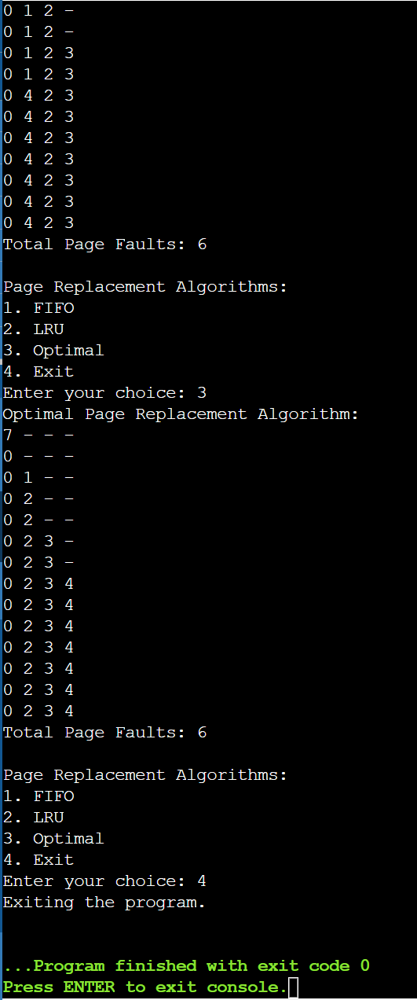 0 1 2 -
0 1 2 -
0 1 2 3
0 1 2 3
0 4 2 3
0 4 2 3
0 4 2 3
0 4 2 3
0 4 2 3
0 4 2 3
0 4 2 3
Total Page Faults: 6
Page Replacement Algorithms:
1. FIFO
2. LRU
3. Optimal
4. Exit
Enter your choice: 3
Optimal Page Replacement Algorithm:
7 - - -
0 - - -
0 1 - -
0 2 - -
0 2 - -
0 2 3 -
0 2 3 -
0 2 3 4
0 2 3 4
0 2 3 4
0 2 3 4
0 2 3 4
0 2 3 4
0 2 3 4
Total Page Faults: 6
Page Replacement Algorithms:
1. FIFO
2. LRU
3. Optimal
4. Exit
Enter your choice: 4
Exiting the program.
...Program finished with exit code 0
Press ENTER to exit console.